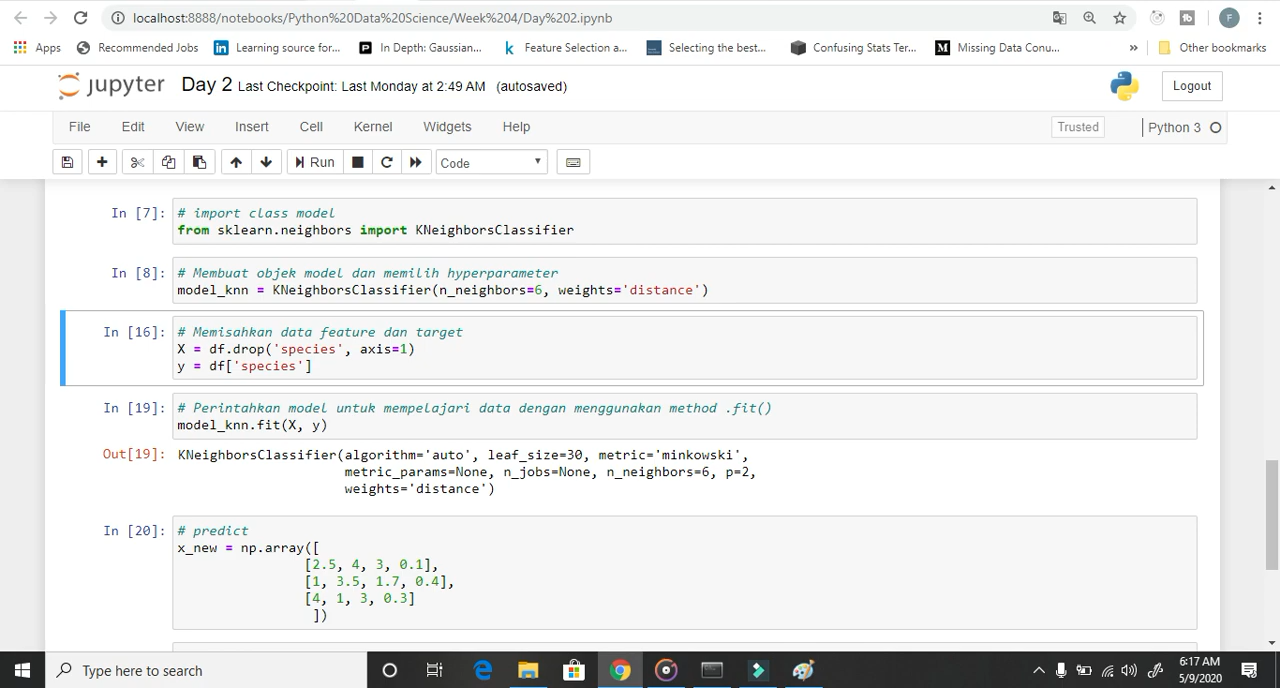 localhost:8888/notebooks/Python%20Data%20Science/Week%204/Day%202.ipynb
Apps Recommended Jobs Learning source for... In Depth: Gaussian... Feature Selection a... Selecting the best... Confusing Stats Ter... Missing Data Conu... » Other bookmarks
jupyter Day 2 Last Checkpoint: Last Monday at 2:49 AM (autosaved) Logout
File Edit View Insert Cell Kernel Widgets Help Trusted Python 3
Run Code
In [7]: # import class model
from sklearn.neighbors import KNeighborsClassifier
In [8]: # Membuat objek model dan memilih hyperparameter
model_knn = KNeighborsClassifier(n_neighbors=6, weights='distance')
In [16]: # Memisahkan data feature dan target
X = df.drop('species', axis=1)
y = df['species']
In [19]: # Perintahkan model untuk mempelajari data dengan menggunakan method .fit()
model_knn.fit(X, y)
Out[19]: KNeighborsClassifier(algorithm='auto', leaf_size=30, metric='minkowski',
metric_params=None, n_jobs=None, n_neighbors=6, p=2,
weights='distance')
In [20]: # predict
x_new = np.array([
[2.5, 4, 3, 0.1],
[1, 3.5, 1.7, 0.4],
[4, 1, 3, 0.3]
])
Type here to search
6:17 AM
5/9/2020